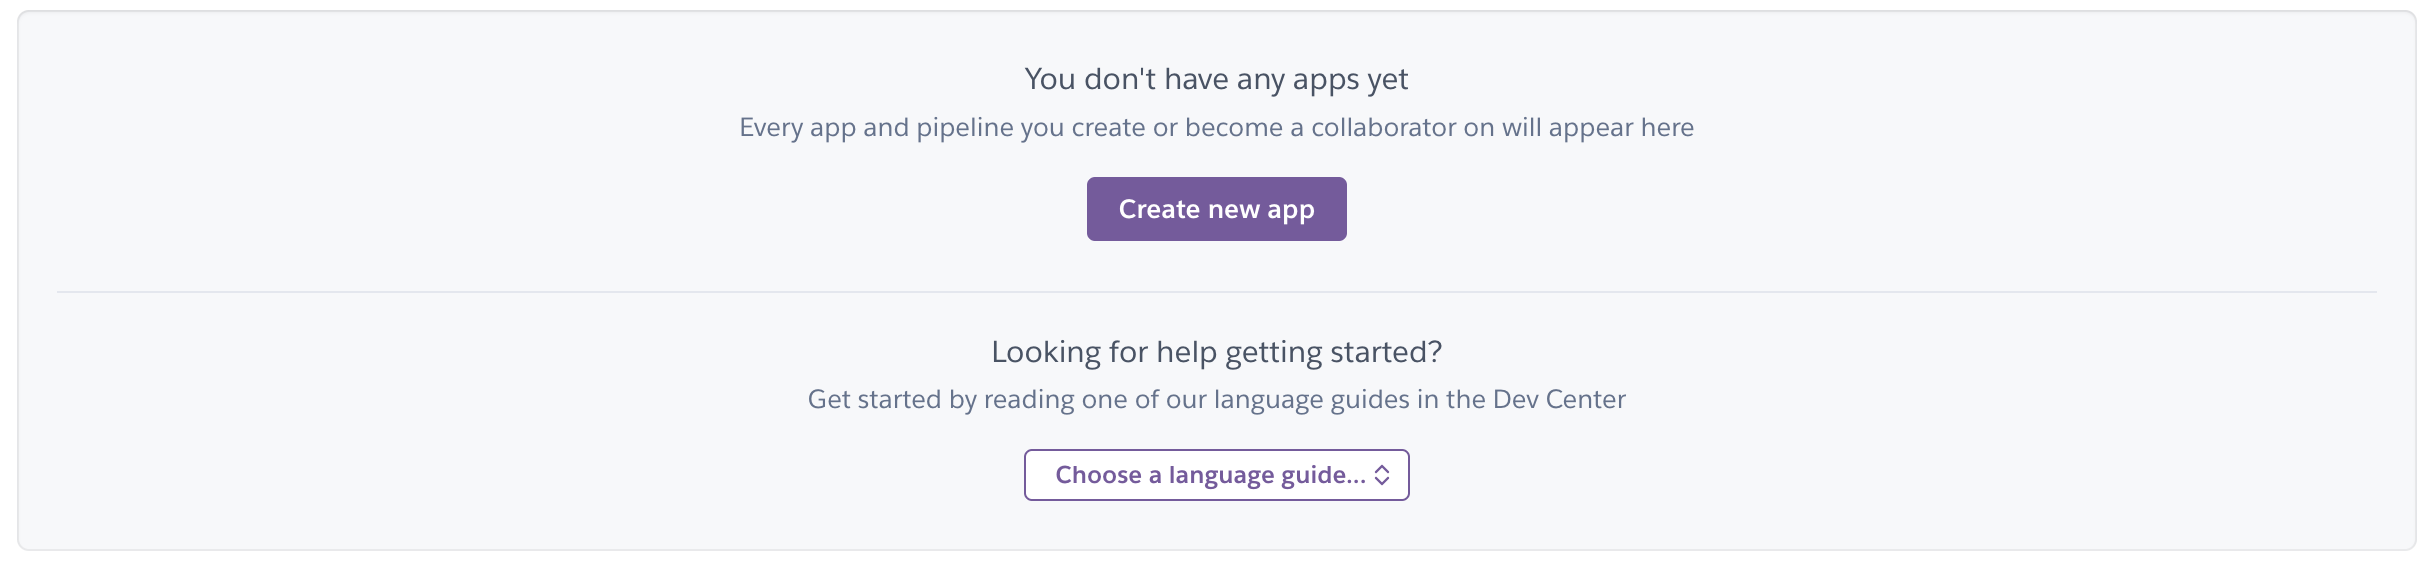 You don't have any apps yet
Every app and pipeline you create or become a collaborator on will appear here
Create new app
Looking for help getting started?
Get started by reading one of our language guides in the Dev Center
Choose a language guide...